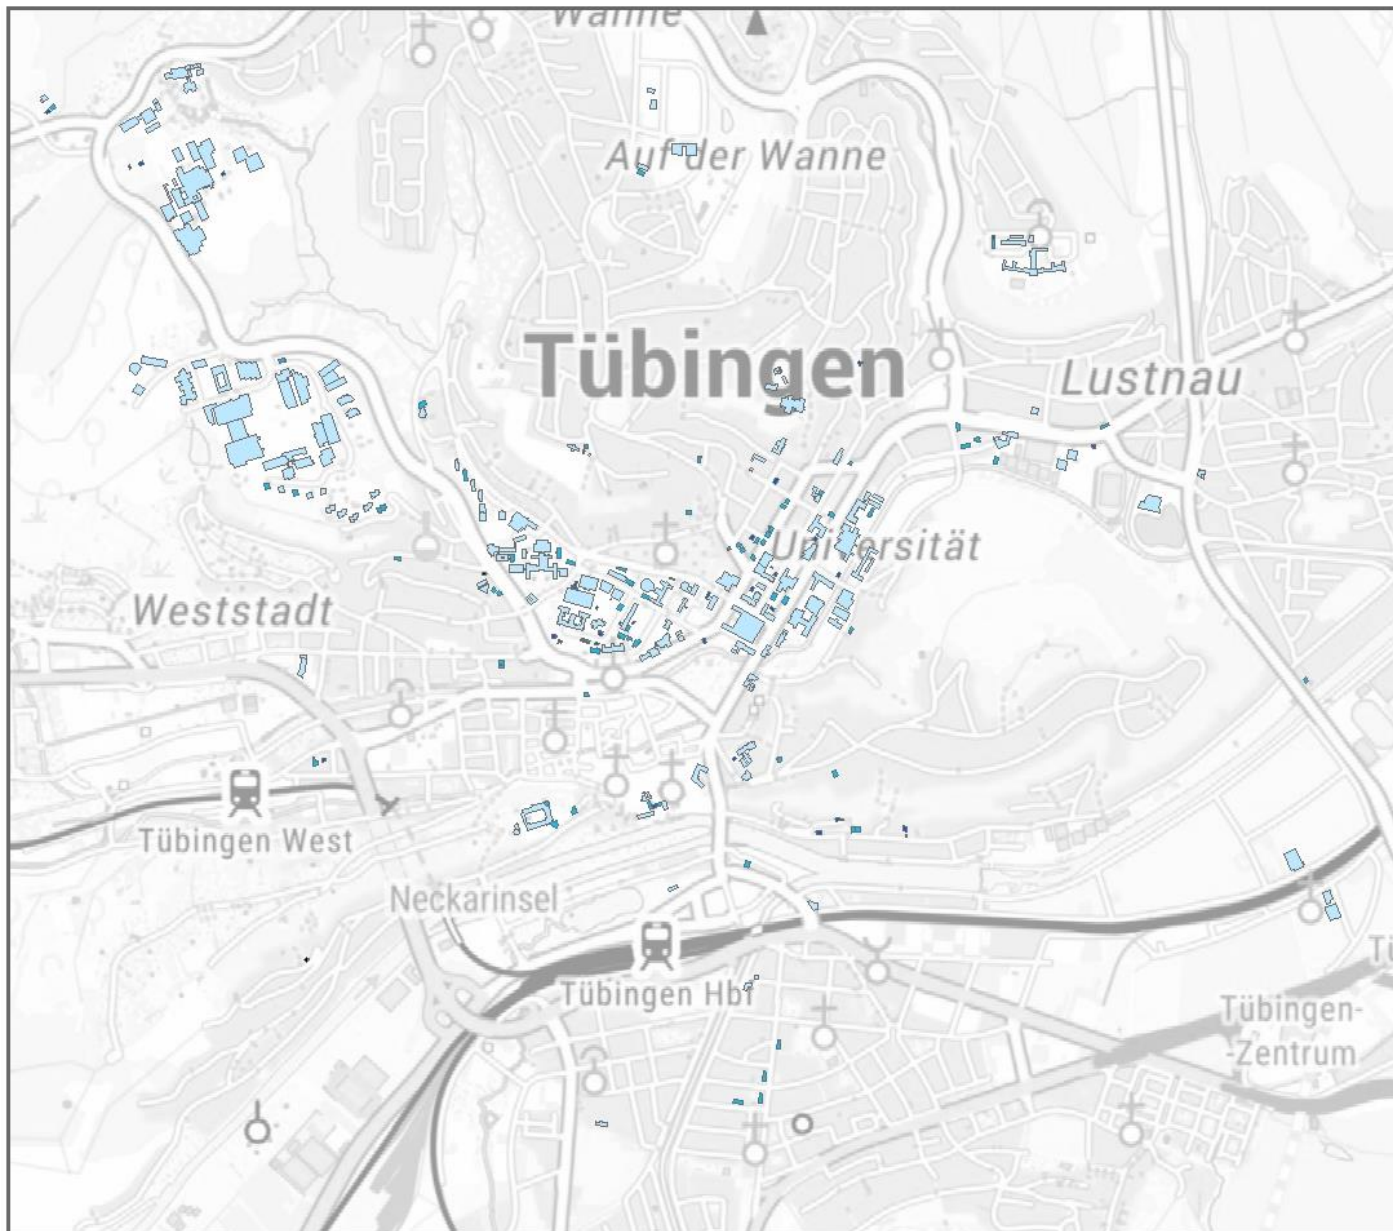 Wanne
Auf der Wanne
Tübingen
Lustnau
Universität
Weststadt
Tübingen West
Neckarinsel
Tübingen Hbf
Tübingen-
-Zentrum